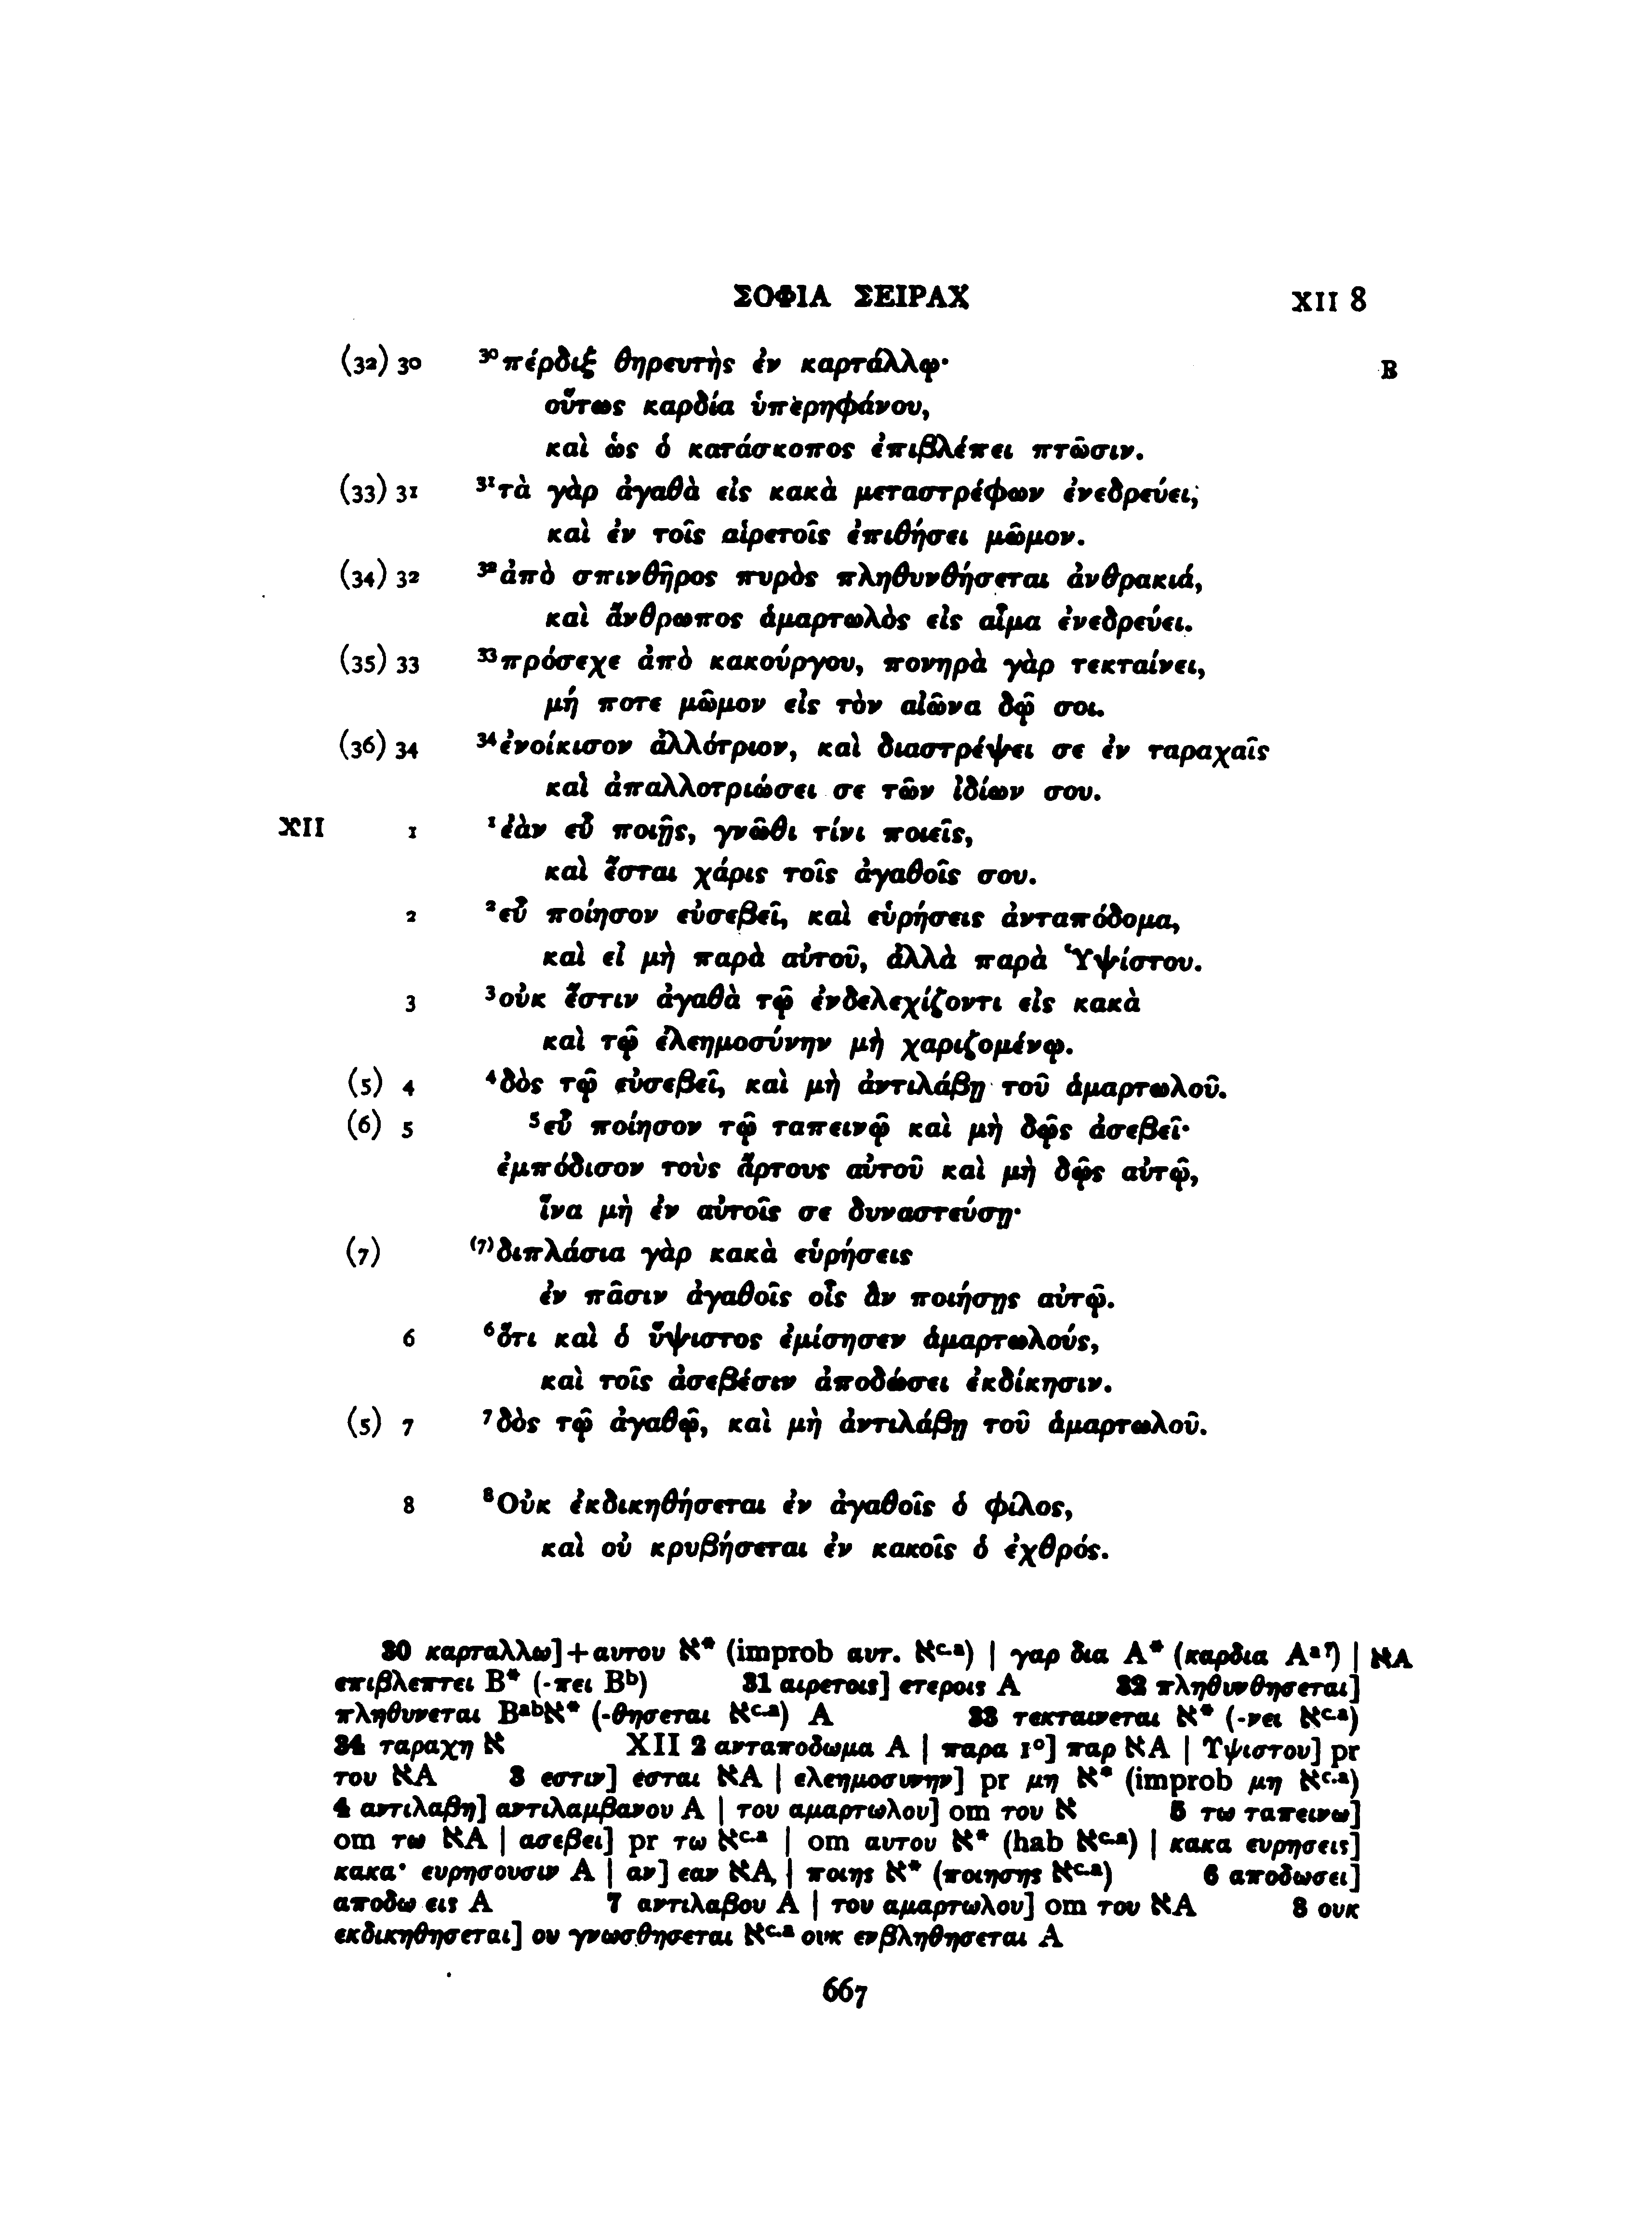 ΣΟΦΙΑ ΣΕΙΡΑΧ XII 8
(32) 30 ³⁰πέρδιξ θηρευτὴς ἐν καρτάλλῳ· B
οὕτως καρδία ὑπερηφάνου,
καὶ ὡς ὁ κατάσκοπος ἐπιβλέπει πτῶσιν.
(33) 31 ³¹τὰ γὰρ ἀγαθὰ εἰς κακὰ μεταστρέφων ἐνεδρεύει,
καὶ ἐν τοῖς αἱρετοῖς ἐπιθήσει μῶμον.
(34) 32 ³²ἀπὸ σπινθῆρος πυρὸς πληθυνθήσεται ἀνθρακιά,
καὶ ἄνθρωπος ἁμαρτωλὸς εἰς αἷμα ἐνεδρεύει.
(35) 33 ³³πρόσεχε ἀπὸ κακούργου, πονηρὰ γὰρ τεκταίνει,
μή ποτε μῶμον εἰς τὸν αἰῶνα δῷ σοι.
(36) 34 ³⁴ἐνοίκισον ἀλλότριον, καὶ διαστρέψει σε ἐν ταραχαῖς
καὶ ἀπαλλοτριώσει σε τῶν ἰδίων σου.
XII 1 ¹ἐὰν εὖ ποιῇς, γνῶθι τίνι ποιεῖς,
καὶ ἔσται χάρις τοῖς ἀγαθοῖς σου.
2 ²εὖ ποίησον εὐσεβεῖ, καὶ εὑρήσεις ἀνταπόδομα,
καὶ εἰ μὴ παρὰ αὐτοῦ, ἀλλὰ παρὰ Ὑψίστου.
3 ³οὐκ ἔστιν ἀγαθὰ τῷ ἐνδελεχίζοντι εἰς κακὰ
καὶ τῷ ἐλεημοσύνην μὴ χαριζομένῳ.
(5) 4 ⁴δὸς τῷ εὐσεβεῖ, καὶ μὴ ἀντιλάβῃ τοῦ ἁμαρτωλοῦ.
(6) 5 ⁵εὖ ποίησον τῷ ταπεινῷ καὶ μὴ δῷς ἀσεβεῖ·
ἐμπόδισον τοὺς ἄρτους αὐτοῦ καὶ μὴ δῷς αὐτῷ,
ἵνα μὴ ἐν αὐτοῖς σε δυναστεύσῃ·
(7) ⁽⁷⁾διπλάσια γὰρ κακὰ εὑρήσεις
ἐν πᾶσιν ἀγαθοῖς οἷς ἂν ποιήσῃς αὐτῷ.
6 ⁶ὅτι καὶ ὁ ὕψιστος ἐμίσησεν ἁμαρτωλούς,
καὶ τοῖς ἀσεβέσιν ἀποδώσει ἐκδίκησιν.
(5) 7 ⁷δὸς τῷ ἀγαθῷ, καὶ μὴ ἀντιλάβῃ τοῦ ἁμαρτωλοῦ.
8 ⁸Οὐκ ἐκδικηθήσεται ἐν ἀγαθοῖς ὁ φίλος,
καὶ οὐ κρυβήσεται ἐν κακοῖς ὁ ἐχθρός.
30 καρταλλω]+αυτου א* (improb αυτ. אc.a) | γαρ δια A* (καρδια Aa?) | אA
επιβλεπτει B* (-πει Bb) 31 αιρετοις] ετεροις A 32 πληθυνθησεται]
πληθυνεται Babא* (-θησεται אc.a) A 33 τεκταινεται א* (-νει אc.a)
34 ταραχη א XII 2 ανταποδωμα A | παρα 1º] παρ אA | Υψιστου] pr
του אA 3 εστιν] εσται אA | ελεημοσυνην] pr μη א* (improb μη אc.a)
4 αντιλαβη] αντιλαμβανου A | του αμαρτωλου] om του א 5 τω ταπεινω]
om τω אA | ασεβει] pr τω אc.a | om αυτου א* (hab אc.a) | κακα ευρησεις]
κακα· ευρησουσιν A | αν] εαν אA | ποιης א* (ποιησης אc.a) 6 αποδωσει]
αποδω εις A 7 αντιλαβου A | του αμαρτωλου] om του אA 8 ουκ
εκδικηθησεται] ου γνωσθησεται אc.a ουκ ενβληθησεται A
667